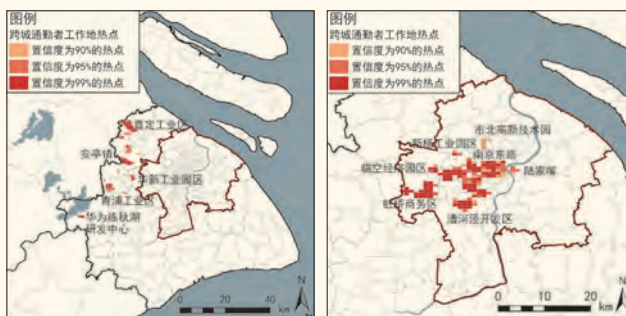 图例
跨城通勤者工作地热点
置信度为90%的热点
置信度为95%的热点
置信度为99%的热点
嘉定工业区
安亭镇
华新工业园区
青浦工业区
华为练秋湖
研发中心
N
0 20 40
km
图例
跨城通勤者工作地热点
置信度为90%的热点
置信度为95%的热点
置信度为99%的热点
市北高新技术园
新杨工业园区
南京东路
临空经济园区
陆家嘴
虹桥商务区
漕河泾开发区
N
0 10 20
km